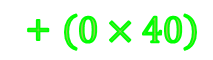 + (0 × 40)